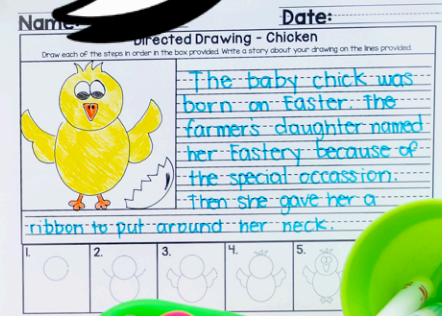 Name:
Date:
Directed Drawing - Chicken
Draw each of the steps in order in the box provided. Write a story about your drawing on the lines provided.
The baby chick was
born on Easter. The
farmer's daughter named
her Eastery because of
the special occassion.
Then she gave her a
ribbon to put around her neck.
1.
2.
3.
4.
5.